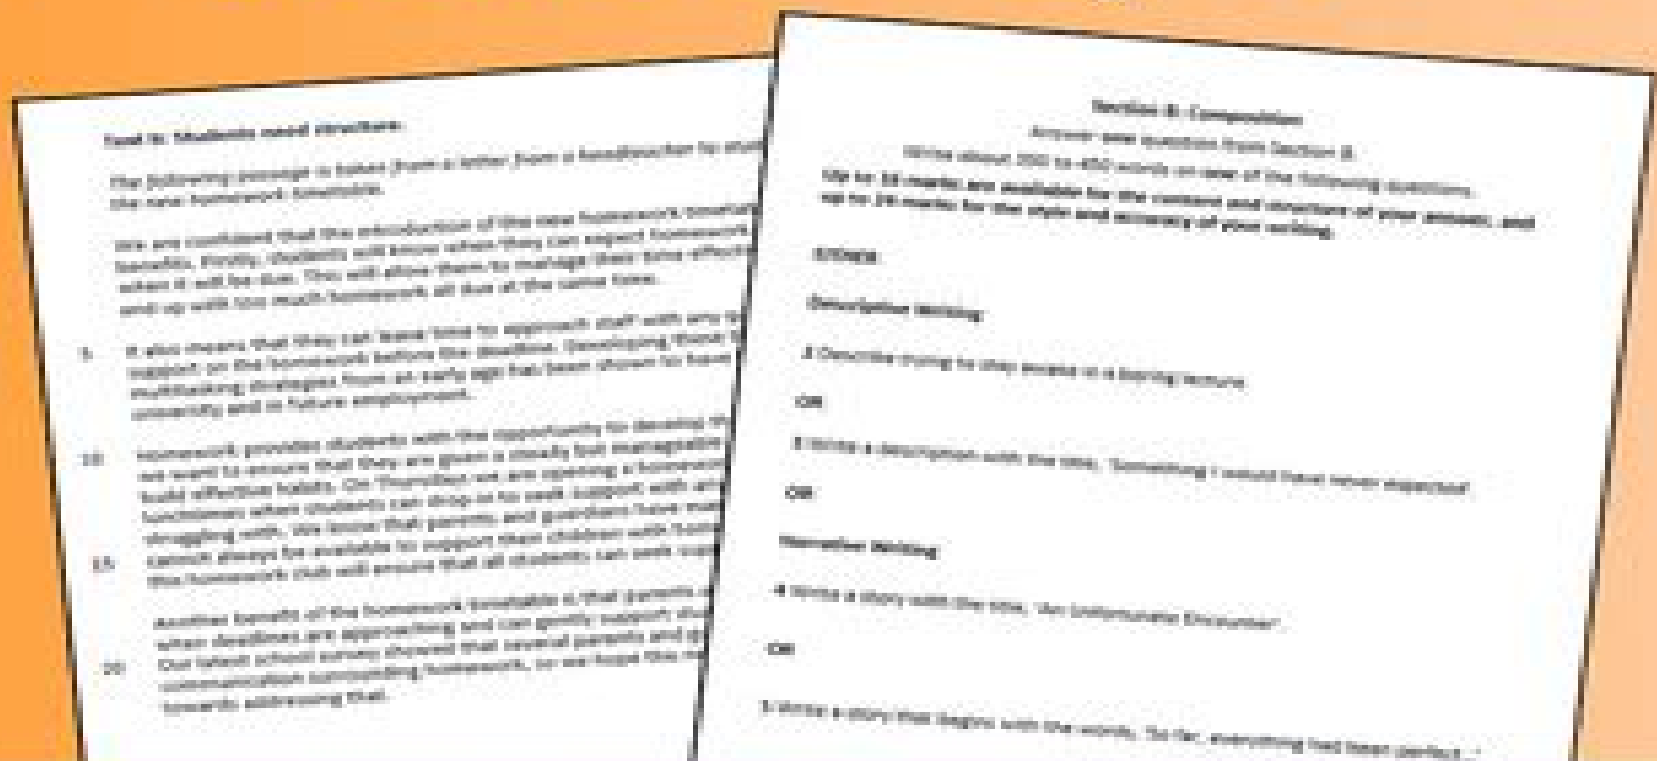 Text B: Students need structure.
The following passage is taken from a letter from a headteacher to
the new homework timetable.
We are confident that the introduction of the new homework
benefits. Firstly, students will know when they can expect homework
when it will be due. This will allow them to manage their time
end up with too much homework all due at the same time.
5 It also means that they can leave time to approach staff with any
support on the homework before the deadline. Developing these
multitasking strategies from an early age has been shown to have
university and in future employment.
10 Homework provides students with the opportunity to develop
we want to ensure that they are given a steady but manageable
build effective habits. On Thursdays we are opening a
lunchtimes when students can drop in to seek support with
struggling with. We know that parents and guardians have
15 cannot always be available to support their children with
this homework club will ensure that all students can seek
Another benefit of the homework timetable is that parents
when deadlines are approaching and can gently support
20 Our latest school survey showed that several parents and
communication surrounding homework, so we hope this
towards addressing that.
Section B: Composition
Answer one question from Section B.
Write about 350 to 450 words on one of the following questions.
Up to 16 marks are available for the content and structure of your answer, and
up to 24 marks for the style and accuracy of your writing.
EITHER
Descriptive Writing
2 Describe trying to stay awake in a boring lecture.
OR
3 Write a description with the title, 'Something I would have never expected'.
OR
Narrative Writing
4 Write a story with the title, 'An Unfortunate Encounter'.
OR
5 Write a story that begins with the words, 'So far, everything had been perfect...'